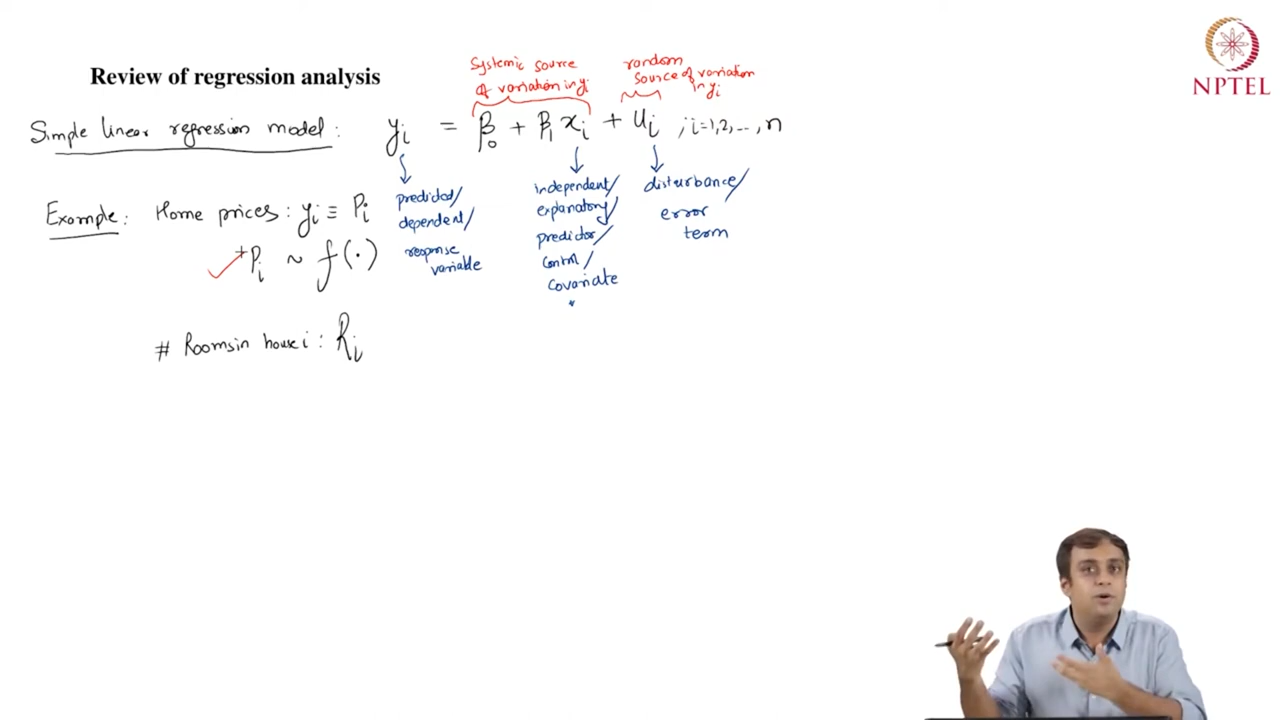 NPTEL
Review of regression analysis
Systemic source
of variation in yᵢ
random
source of variation
in yᵢ
Simple linear regression model : yᵢ = β₀ + β₁ xᵢ + uᵢ ; i=1,2,...,n
predicted/
dependent/
response
variable
independent/
explanatory/
predictor/
control/
covariate
disturbance/
error
term
Example : Home prices : yᵢ ≡ Pᵢ
Pᵢ ~ f(·)
# Rooms in house i : Rᵢ